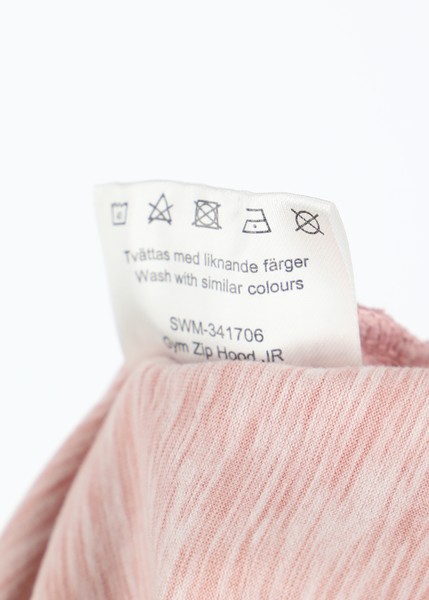 Tvättas med liknande färger
Wash with similar colours
SWM-341706
Gym Zip Hood JR